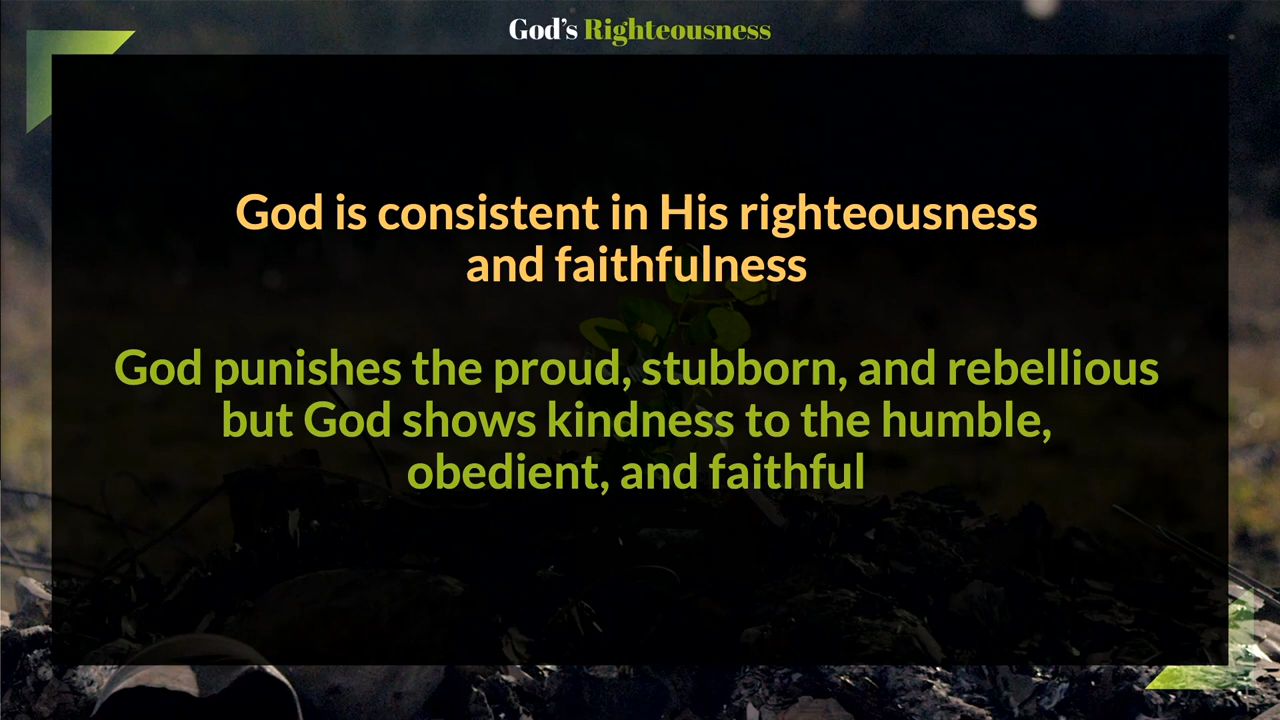 God's Righteousness
God is consistent in His righteousness
and faithfulness
God punishes the proud, stubborn, and rebellious
but God shows kindness to the humble,
obedient, and faithful